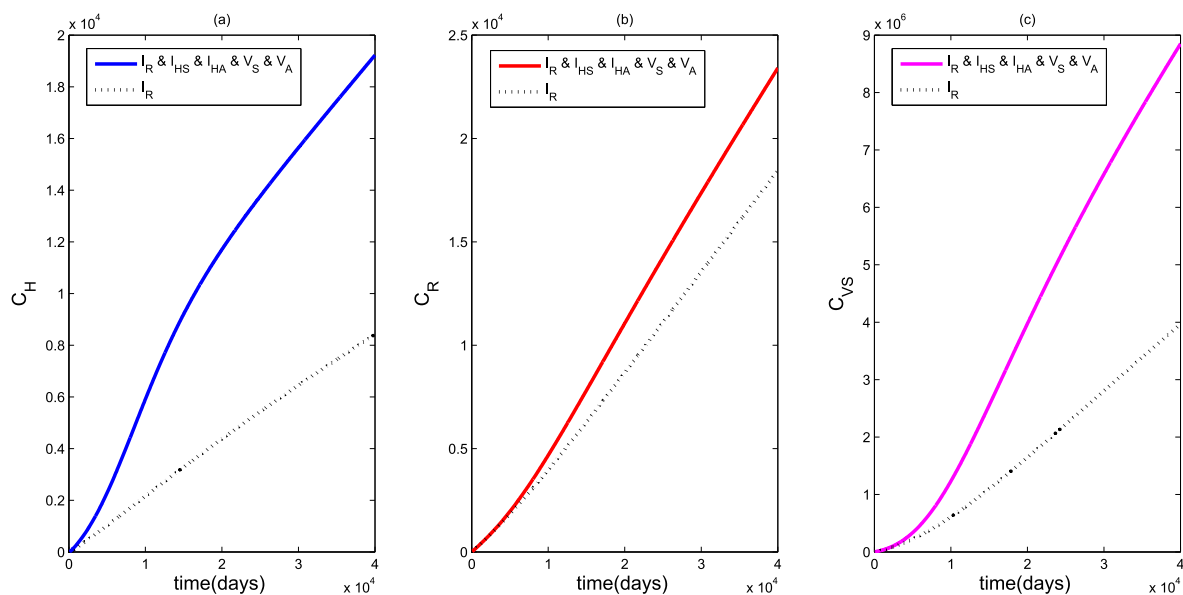 (a)
x 10^4
C_H
2
1.8
1.6
1.4
1.2
1
0.8
0.6
0.4
0.2
0
I_R & I_HS & I_HA & V_S & V_A
I_R
0 1 2 3 4
x 10^4
time(days)
(b)
x 10^4
C_R
2.5
2
1.5
1
0.5
0
I_R & I_HS & I_HA & V_S & V_A
I_R
0 1 2 3 4
x 10^4
time(days)
(c)
x 10^6
C_VS
9
8
7
6
5
4
3
2
1
0
I_R & I_HS & I_HA & V_S & V_A
I_R
0 1 2 3 4
x 10^4
time(days)